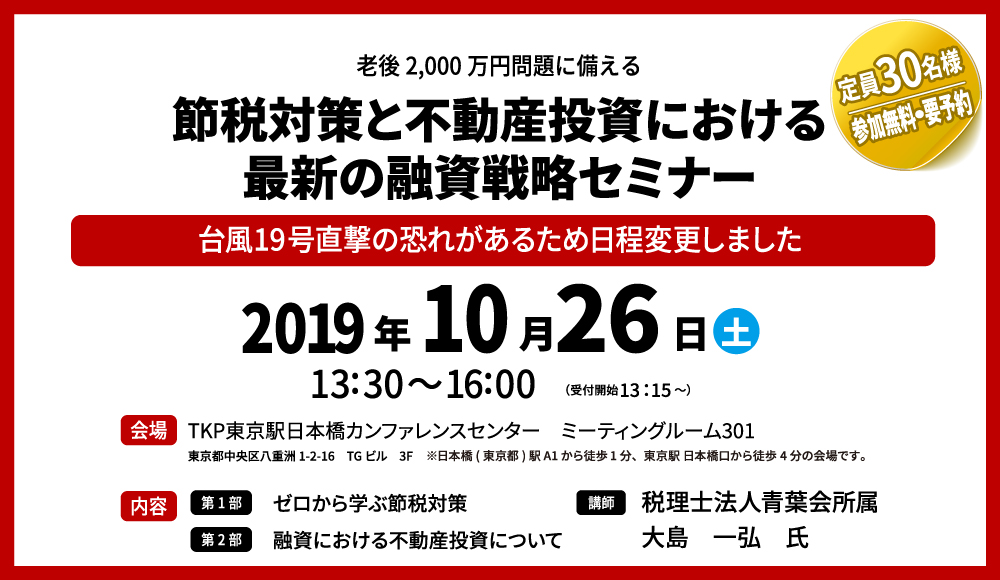 老後2,000万円問題に備える
節税対策と不動産投資における
最新の融資戦略セミナー
定員30名様
参加無料・要予約
台風19号直撃の恐れがあるため日程変更しました
2019年10月26日土
13:30～16:00 (受付開始13:15～)
会場 TKP東京駅日本橋カンファレンスセンター ミーティングルーム301
東京都中央区八重洲1-2-16 TGビル 3F ※日本橋(東京都)駅A1から徒歩1分、東京駅 日本橋口から徒歩4分の会場です。
内容 第1部 ゼロから学ぶ節税対策
第2部 融資における不動産投資について
講師 税理士法人青葉会所属
大島 一弘 氏